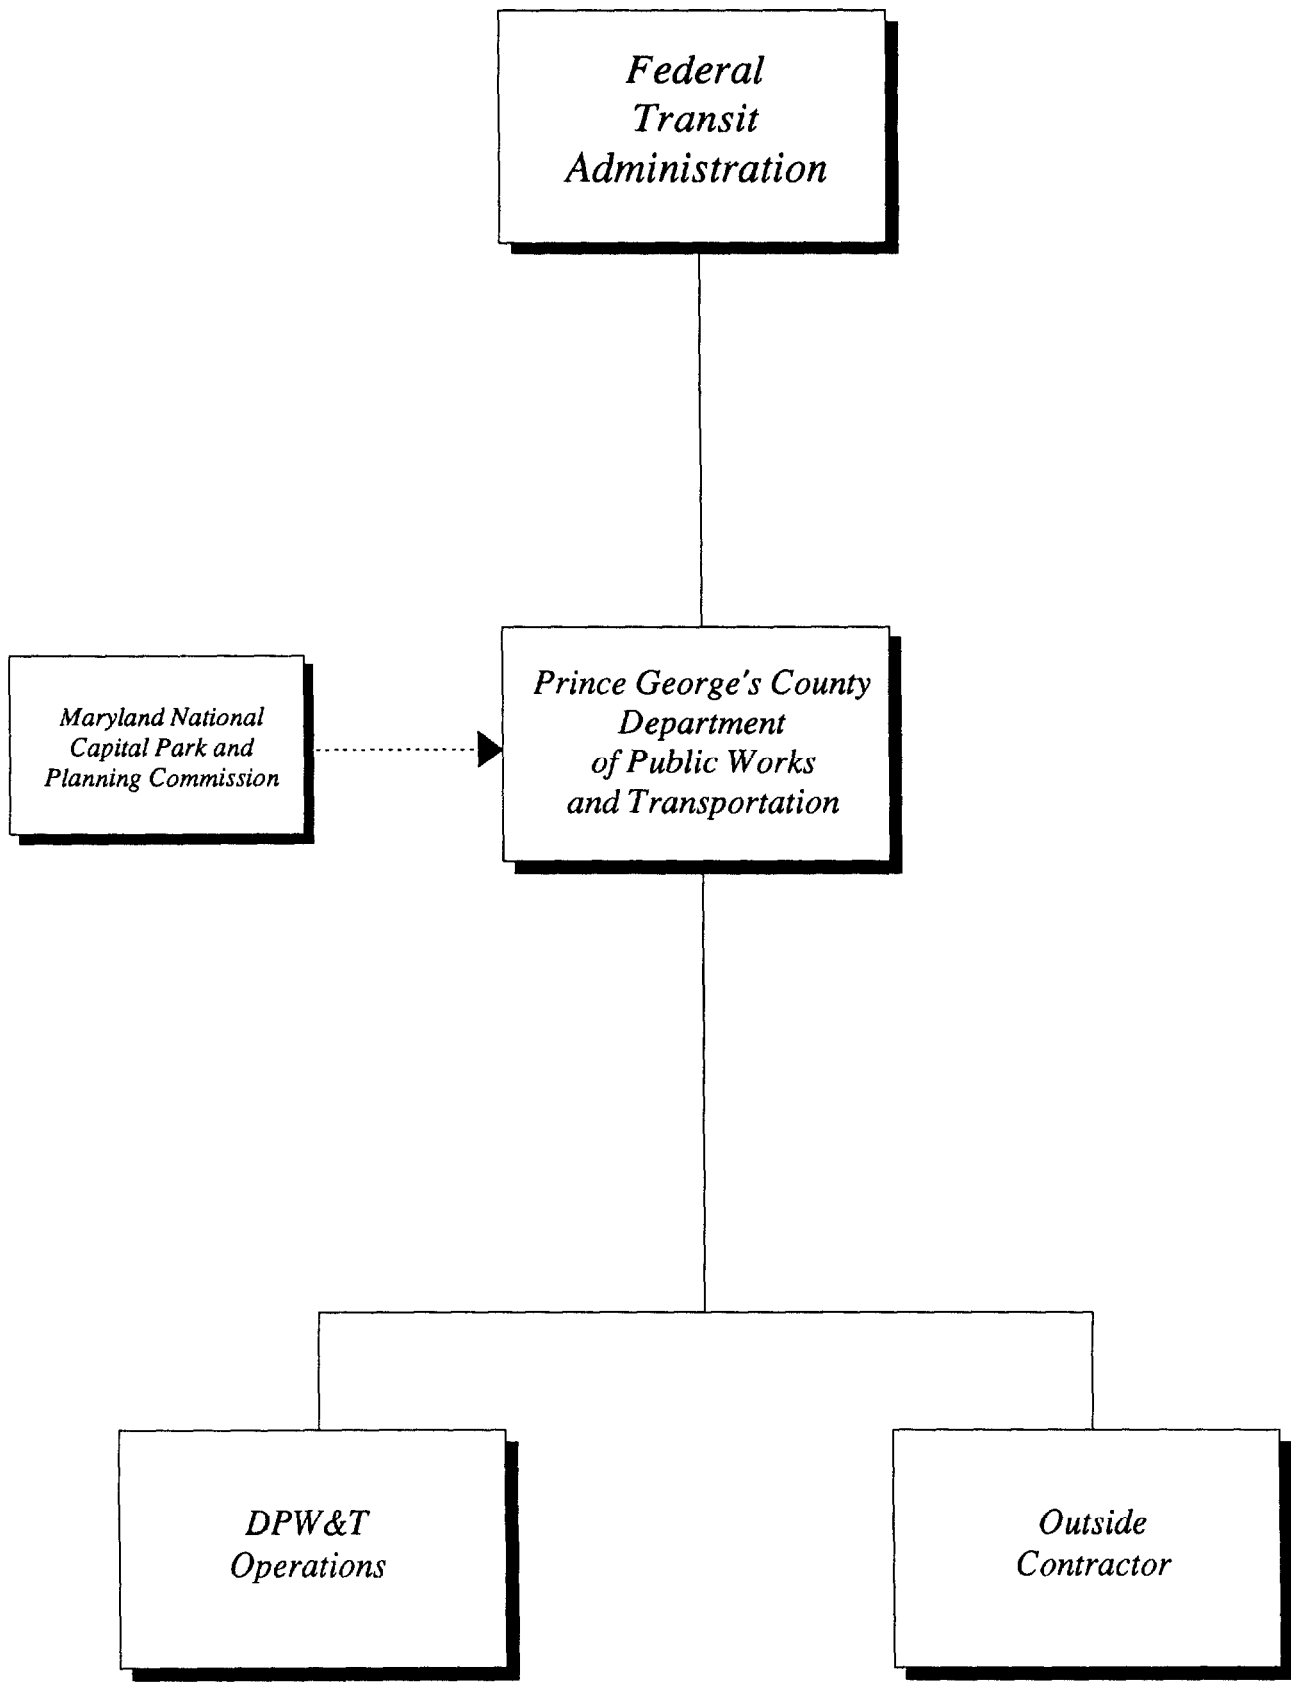 Federal
Transit
Administration
Maryland National
Capital Park and
Planning Commission
Prince George's County
Department
of Public Works
and Transportation
DPW&T
Operations
Outside
Contractor